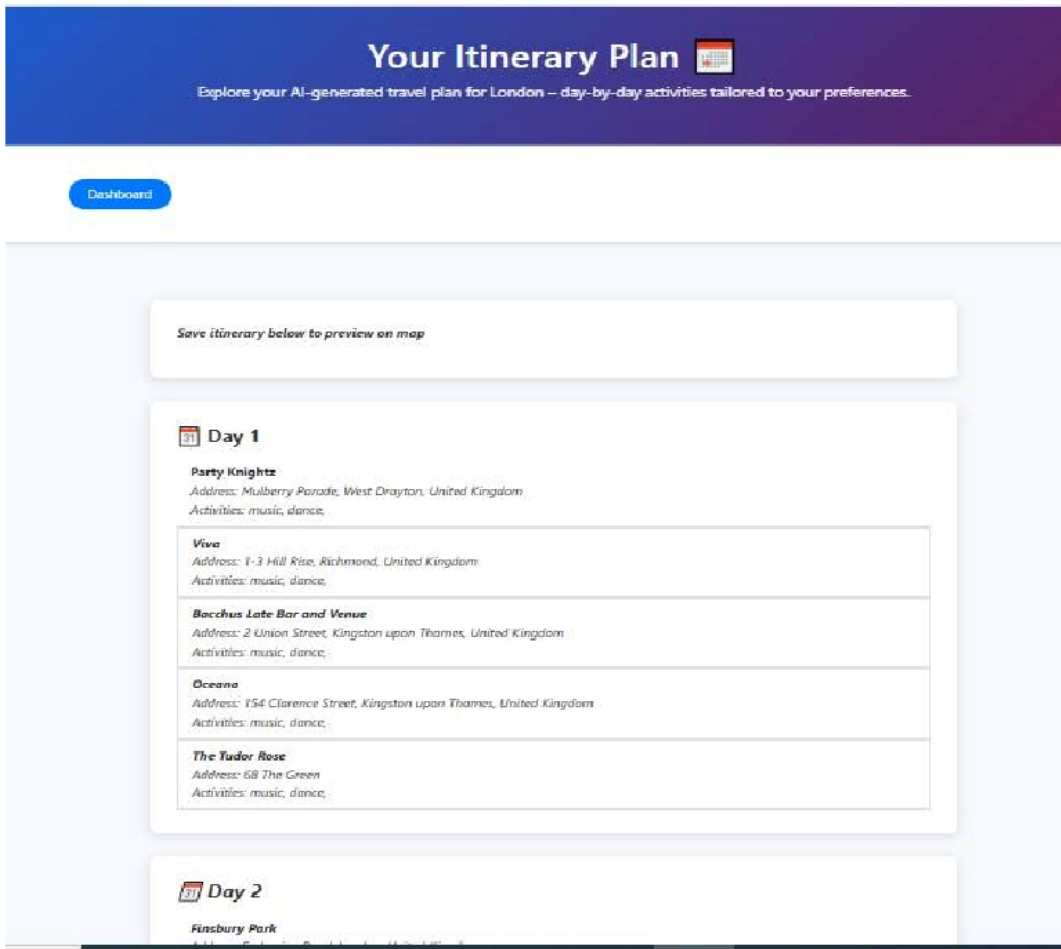 Your Itinerary Plan
Explore your AI-generated travel plan for London – day-by-day activities tailored to your preferences.
Dashboard
Save itinerary below to preview on map
31 Day 1
Party Knightz
Address: Mulberry Parade, West Drayton, United Kingdom
Activities: music, dance,
Viva
Address: 1-3 Hill Rise, Richmond, United Kingdom
Activities: music, dance,
Bacchus Late Bar and Venue
Address: 2 Union Street, Kingston upon Thames, United Kingdom
Activities: music, dance,
Oceana
Address: 154 Clarence Street, Kingston upon Thames, United Kingdom
Activities: music, dance,
The Tudor Rose
Address: 68 The Green
Activities: music, dance,
31 Day 2
Finsbury Park